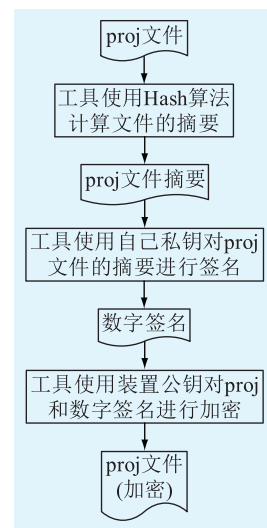 proj文件
工具使用Hash算法
计算文件的摘要
proj文件摘要
工具使用自己私钥对proj
文件的摘要进行签名
数字签名
工具使用装置公钥对proj
和数字签名进行加密
proj文件
(加密)